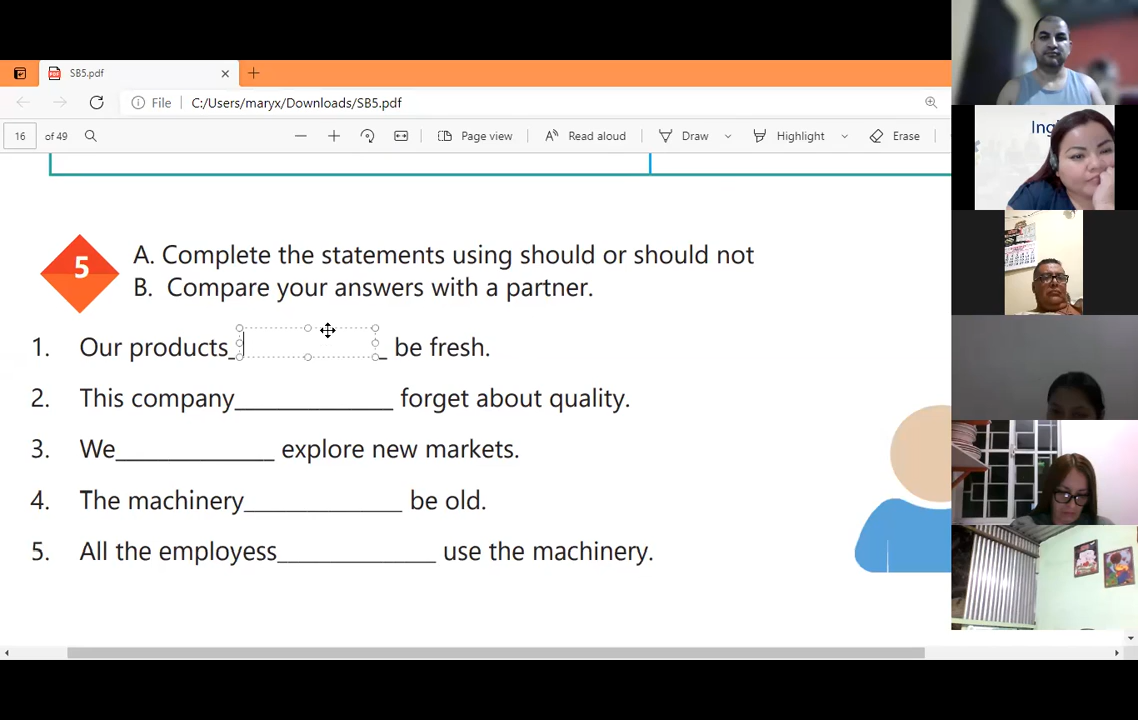 SB5.pdf
File C:/Users/maryx/Downloads/SB5.pdf
16 of 49 Page view Read aloud Draw Highlight Erase
5
A. Complete the statements using should or should not
B. Compare your answers with a partner.
1. Our products_ _ be fresh.
2. This company_____________ forget about quality.
3. We_____________ explore new markets.
4. The machinery_____________ be old.
5. All the employess_____________ use the machinery.